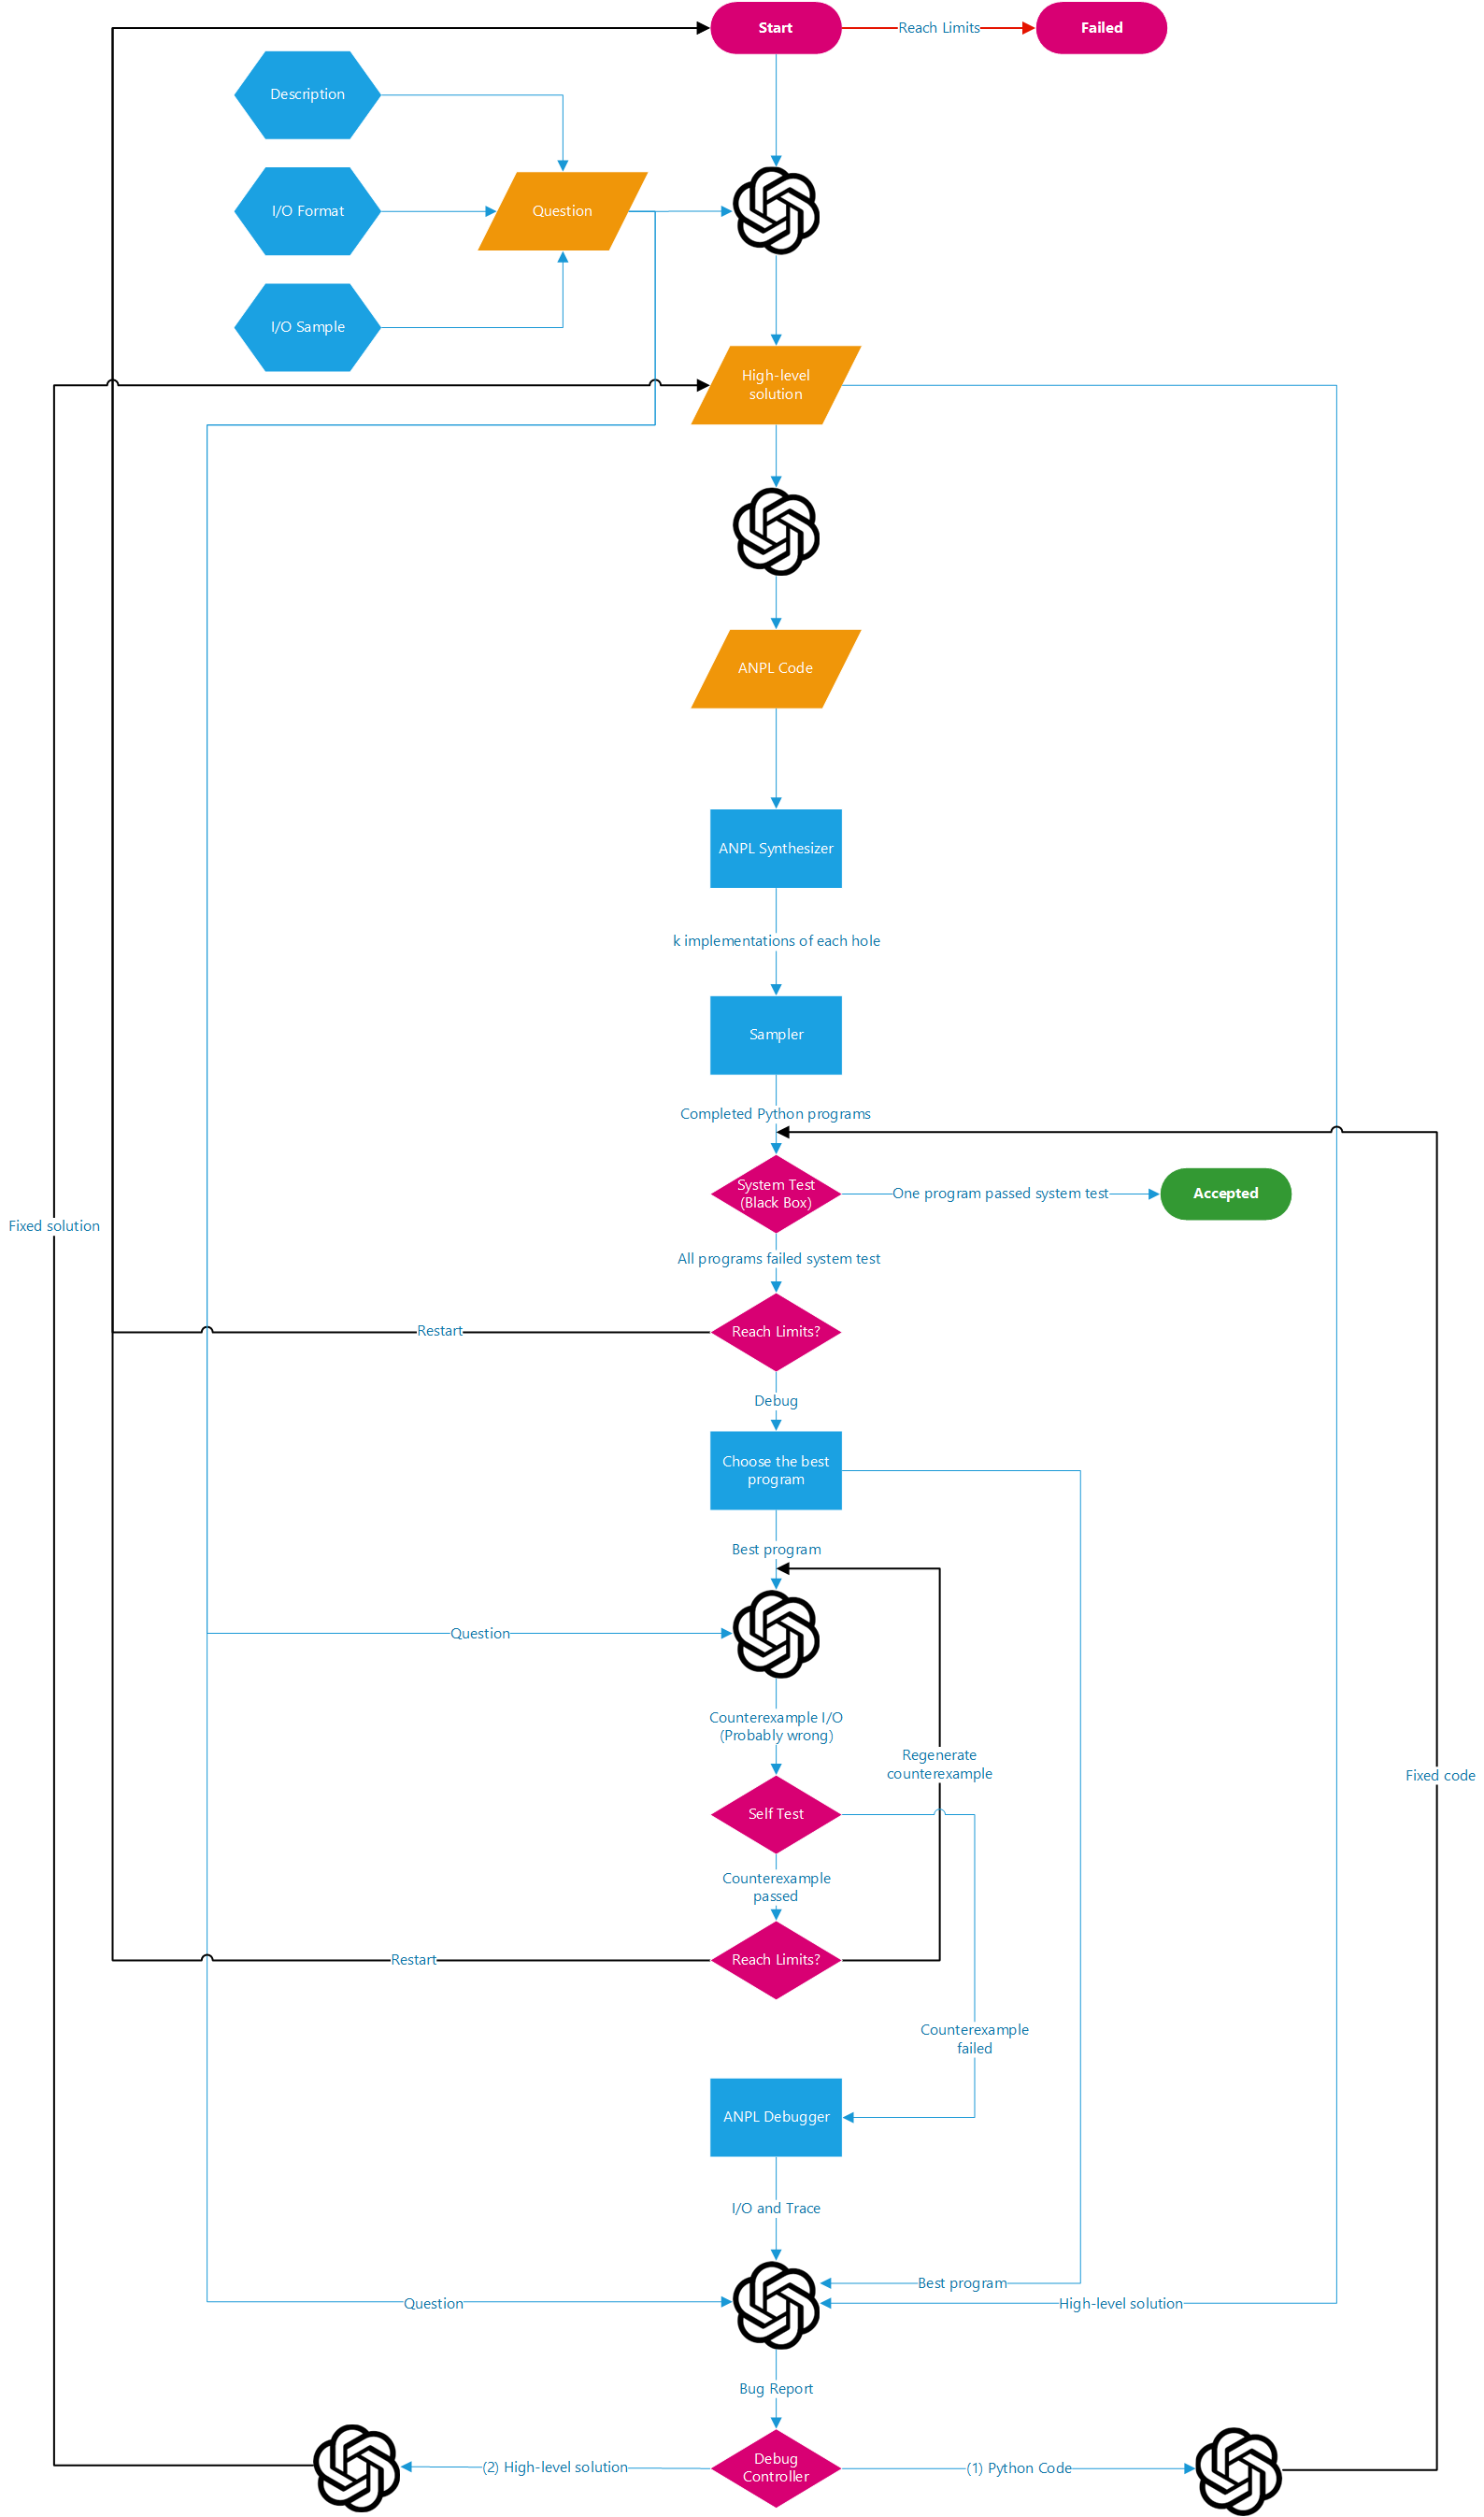 Start
Reach Limits
Failed
Description
I/O Format
Question
I/O Sample
High-level
solution
ANPL Code
ANPL Synthesizer
k implementations of each hole
Sampler
Completed Python programs
System Test
(Black Box)
One program passed system test
Accepted
Fixed solution
All programs failed system test
Restart
Reach Limits?
Debug
Choose the best
program
Best program
Question
Counterexample I/O
(Probably wrong)
Regenerate
counterexample
Fixed code
Self Test
Counterexample
passed
Restart
Reach Limits?
Counterexample
failed
ANPL Debugger
I/O and Trace
Best program
Question
High-level solution
Bug Report
(2) High-level solution
Debug
Controller
(1) Python Code